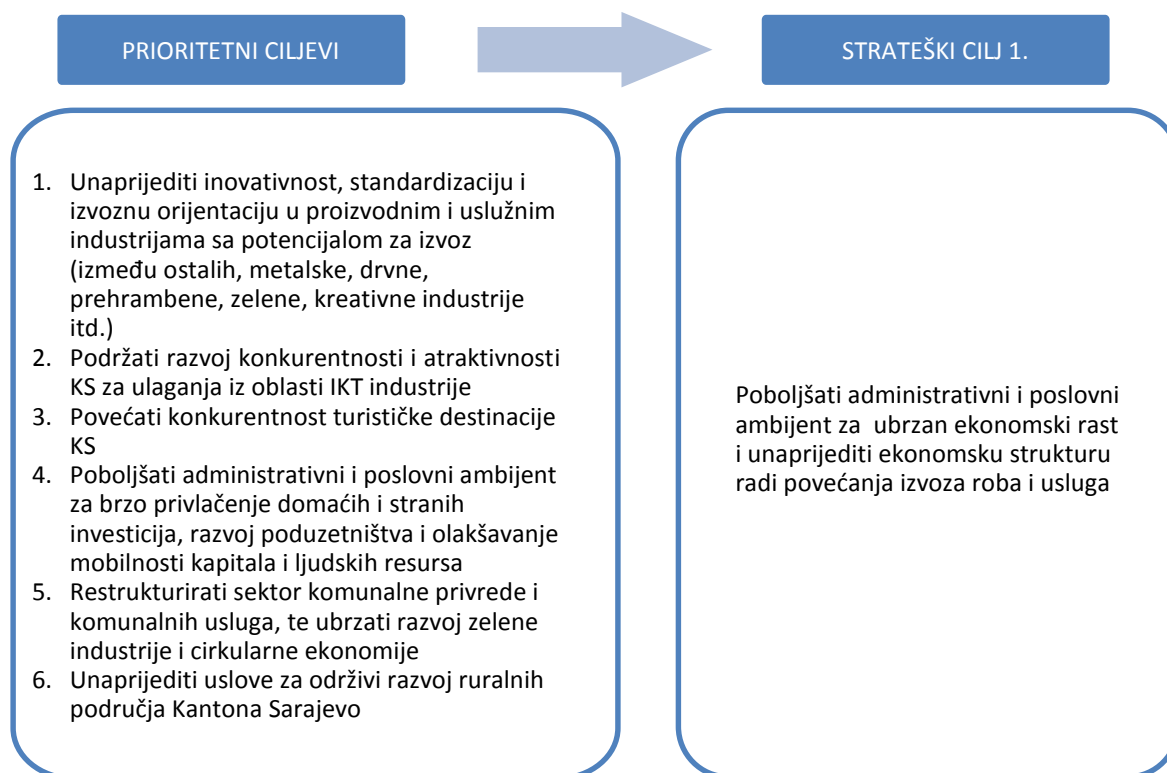 PRIORITETNI CILJEVI
STRATEŠKI CILJ 1.
1. Unaprijediti inovativnost, standardizaciju i
izvoznu orijentaciju u proizvodnim i uslužnim
industrijama sa potencijalom za izvoz
(između ostalih, metalske, drvne,
prehrambene, zelene, kreativne industrije
itd.)
2. Podržati razvoj konkurentnosti i atraktivnosti
KS za ulaganja iz oblasti IKT industrije
3. Povećati konkurentnost turističke destinacije
KS
4. Poboljšati administrativni i poslovni ambijent
za brzo privlačenje domaćih i stranih
investicija, razvoj poduzetništva i olakšavanje
mobilnosti kapitala i ljudskih resursa
5. Restrukturirati sektor komunalne privrede i
komunalnih usluga, te ubrzati razvoj zelene
industrije i cirkularne ekonomije
6. Unaprijediti uslove za održivi razvoj ruralnih
područja Kantona Sarajevo
Poboljšati administrativni i poslovni
ambijent za ubrzan ekonomski rast
i unaprijediti ekonomsku strukturu
radi povećanja izvoza roba i usluga